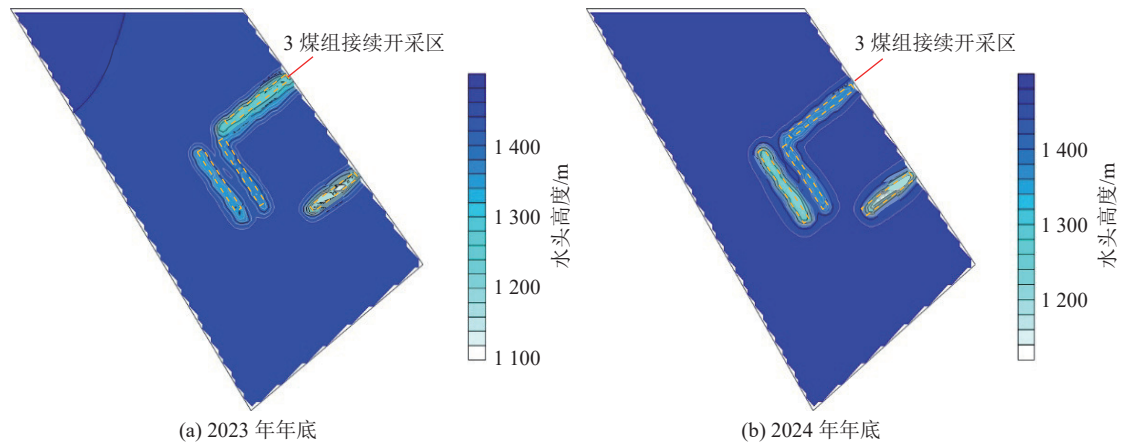 3 煤组接续开采区
1 400
1 300
1 200
1 100
水头高度/m
(a) 2023 年年底
3 煤组接续开采区
1 400
1 300
1 200
水头高度/m
(b) 2024 年年底